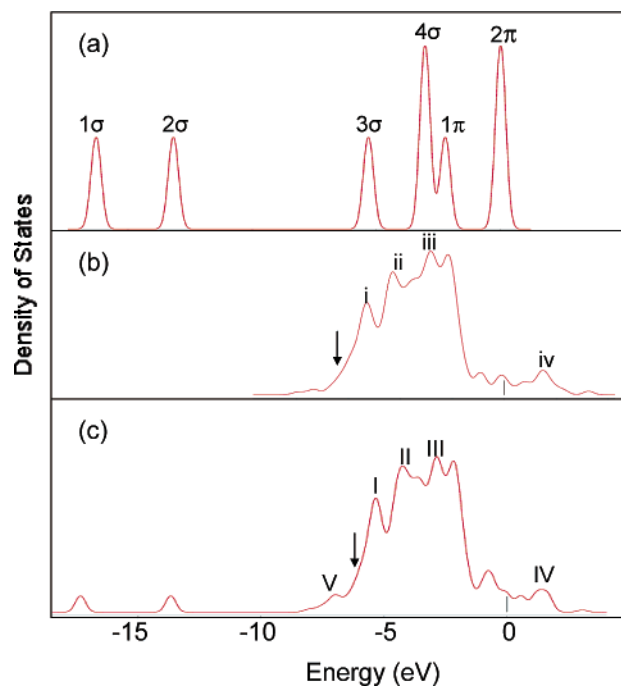 (a)
4σ
2π
1σ
2σ
3σ
1π
Density of States
(b)
i
ii
iii
iv
(c)
V
I
II
III
IV
-15
-10
-5
0
Energy (eV)